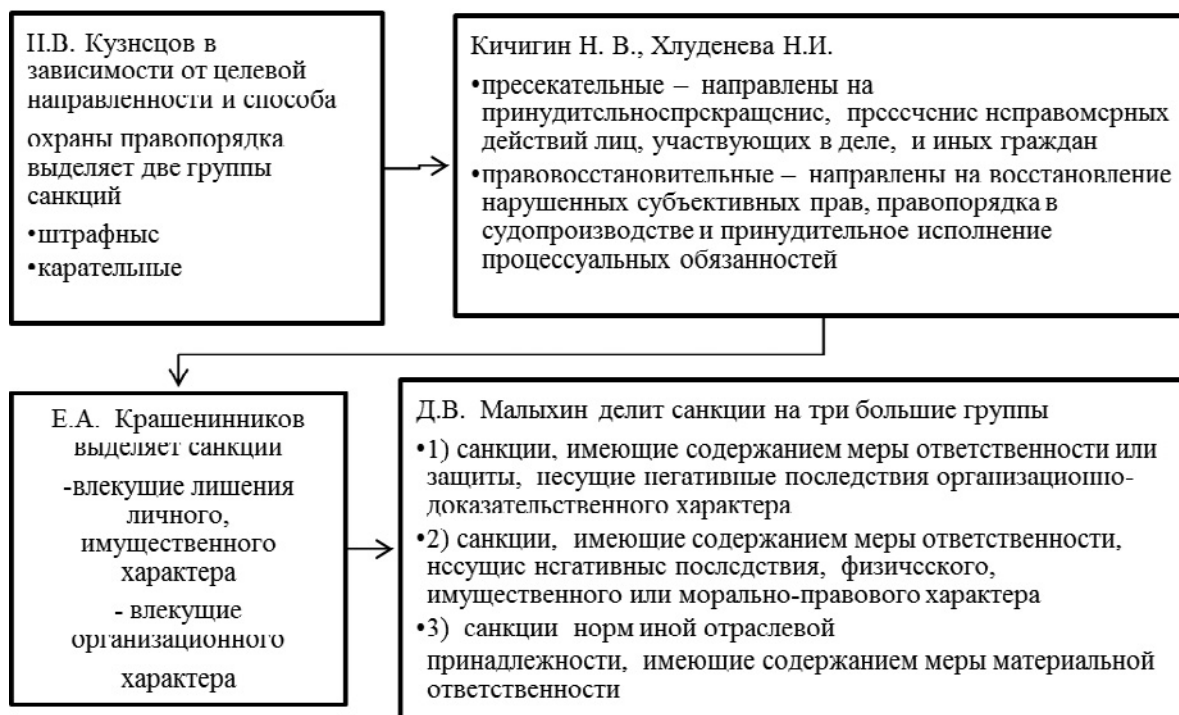 Н.В. Кузнецов в
зависимости от целевой
направленности и способа
охраны правопорядка
выделяет две группы
санкций
•штрафные
•карательные
Кичигин Н. В., Хлуденева Н.И.
•пресекательные – направлены на
принудительноепрекращение, пресечение неправомерных
действий лиц, участвующих в деле, и иных граждан
•правовосстановительные – направлены на восстановление
нарушенных субъективных прав, правопорядка в
судопроизводстве и принудительное исполнение
процессуальных обязанностей
Е.А. Крашенинников
выделяет санкции
-влекущие лишения
личного,
имущественного
характера
- влекущие
организационного
характера
Д.В. Малыхин делит санкции на три большие группы
•1) санкции, имеющие содержанием меры ответственности или
защиты, несущие негативные последствия организационно-
доказательственного характера
•2) санкции, имеющие содержанием меры ответственности,
несущие негативные последствия, физического,
имущественного или морально-правового характера
•3) санкции норм иной отраслевой
принадлежности, имеющие содержанием меры материальной
ответственности